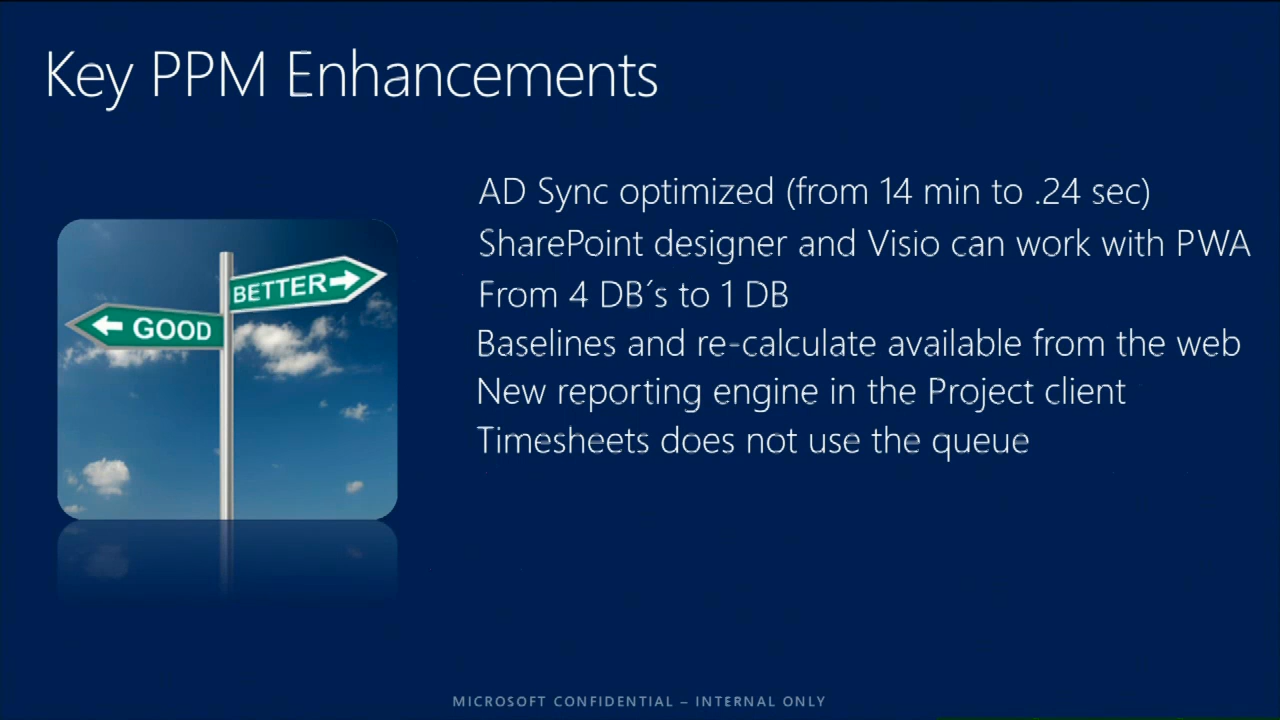 Key PPM Enhancements
AD Sync optimized (from 14 min to .24 sec)
SharePoint designer and Visio can work with PWA
From 4 DB´s to 1 DB
Baselines and re-calculate available from the web
New reporting engine in the Project client
Timesheets does not use the queue
BETTER
GOOD
MICROSOFT CONFIDENTIAL – INTERNAL ONLY